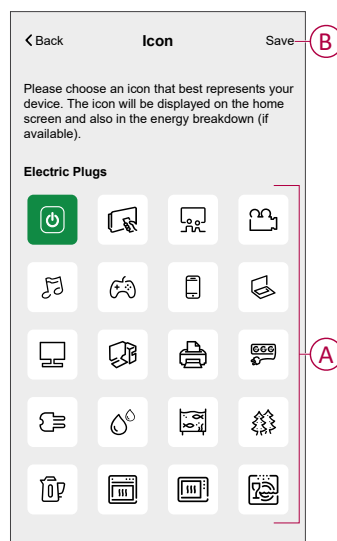 Back Icon Save
B
Please choose an icon that best represents your
device. The icon will be displayed on the home
screen and also in the energy breakdown (if
available).
Electric Plugs
A